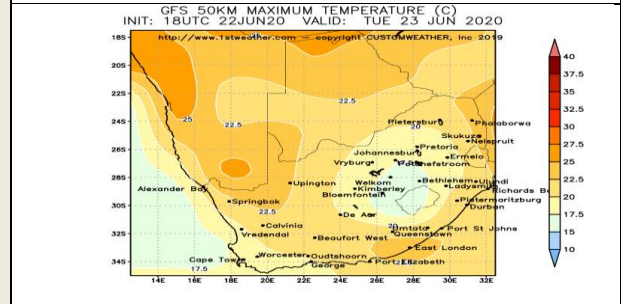 GFS 50KM MAXIMUM TEMPERATURE (C)
INIT: 18UTC 22JUN20 VALID: TUE 23 JUN 2020
http://www.1stweather.com — copyright CUSTOMWEATHER, Inc 2019
18S
20S
22S
24S
26S
28S
30S
32S
34S
14E 16E 18E 20E 22E 24E 26E 28E 30E 32E
25
22.5
22.5
20
Pietersburg
Phalaborwa
Skukuza
Nelspruit
Pretoria
Johannesburg
Ermelo
Vryburg
Potchefstroom
Welkom
Bethlehem
Ulundi
Alexander Bay
Upington
Kimberley
Ladysmith
Richards B
Bloemfontein
Springbok
Pietermaritzburg
Durban
22.5
De Aar
Calvinia
20
Umtata
Port St Johns
Vredendal
Queenstown
Beaufort West
East London
Worcester
Oudtshoorn
Cape Town
George
Port Elizabeth
17.5
40
37.5
35
32.5
30
27.5
25
22.5
20
17.5
15
10